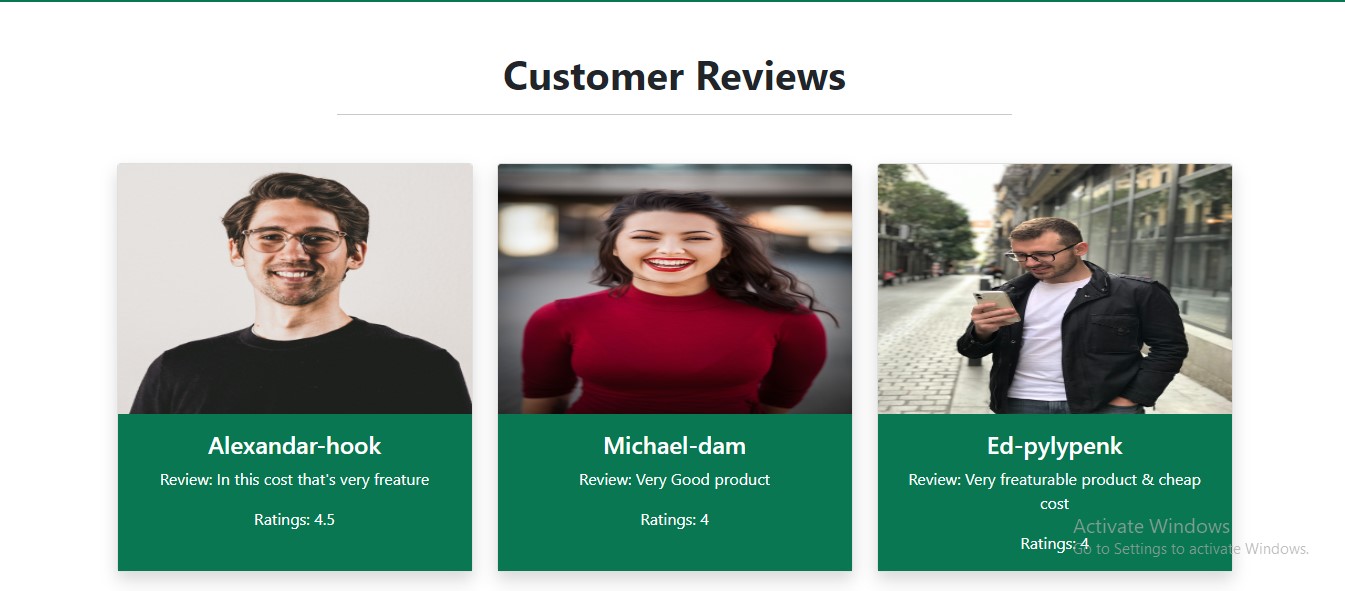 Customer Reviews
Alexandar-hook
Review: In this cost that's very freature
Ratings: 4.5
Michael-dam
Review: Very Good product
Ratings: 4
Ed-pylypenk
Review: Very freaturable product & cheap
cost
Ratings: 4
Activate Windows
Go to Settings to activate Windows.